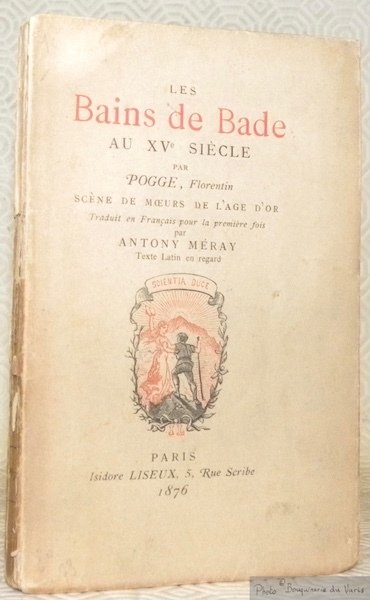 LES
Bains de Bade
AU XVe SIÈCLE
PAR
POGGE, Florentin
SCÈNE DE MŒURS DE L'AGE D'OR
Traduit en Français pour la première fois
par
ANTONY MÉRAY
Texte Latin en regard
SCIENTIA DUCE
PARIS
Isidore LISEUX, 5, Rue Scribe
1876
Photo © Bouquinerie du Varis